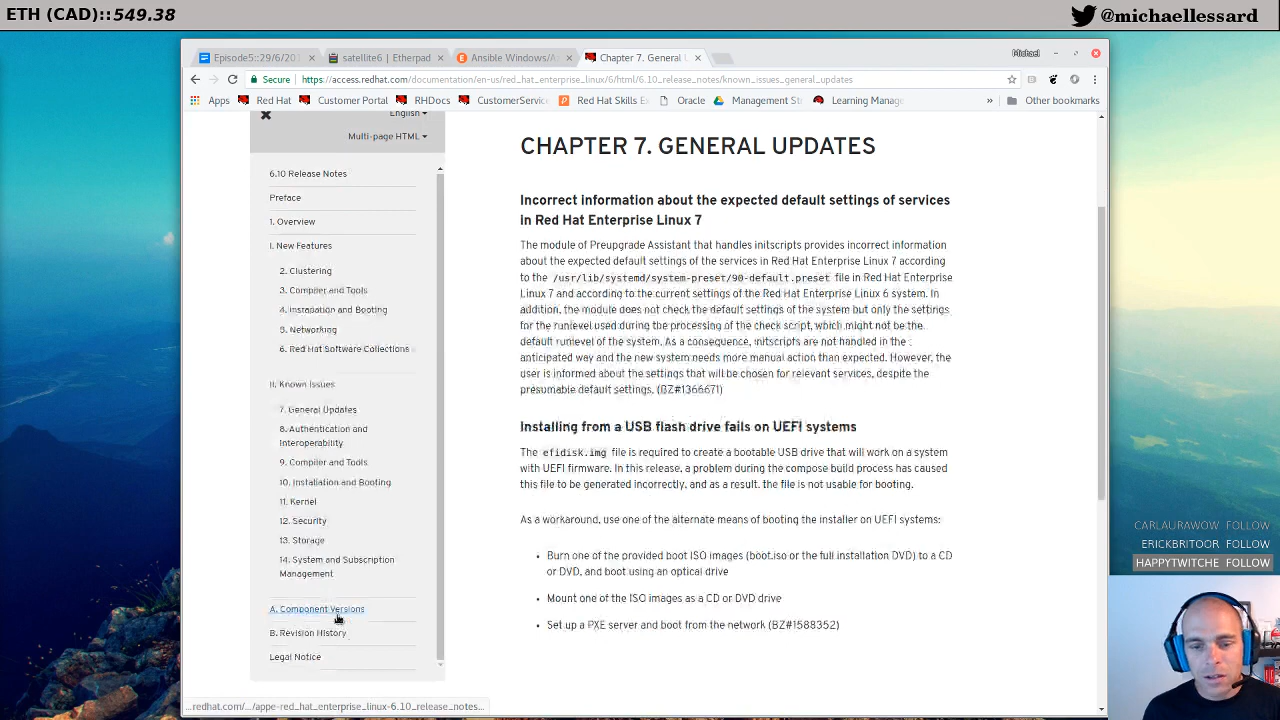 ETH (CAD)::549.38
@michaellessard
Episode5::29/6/201
satellite6 | Etherpad
Ansible Windows/A
Chapter 7. General U
Michael
Secure
https://access.redhat.com/documentation/en-us/red_hat_enterprise_linux/6/html/6.10_release_notes/known_issues_general_updates
Apps
Red Hat
Customer Portal
RHDocs
CustomerService
Red Hat Skills Ex
Oracle
Management St
Learning Manage
»
Other bookmarks
English
Multi-page HTML
6.10 Release Notes
Preface
1. Overview
I. New Features
2. Clustering
3. Compiler and Tools
4. Installation and Booting
5. Networking
6. Red Hat Software Collections
II. Known Issues
7. General Updates
8. Authentication and
Interoperability
9. Compiler and Tools
10. Installation and Booting
11. Kernel
12. Security
13. Storage
14. System and Subscription
Management
A. Component Versions
B. Revision History
Legal Notice
CHAPTER 7. GENERAL UPDATES
Incorrect information about the expected default settings of services
in Red Hat Enterprise Linux 7
The module of Preupgrade Assistant that handles initscripts provides incorrect information
about the expected default settings of the services in Red Hat Enterprise Linux 7 according
to the /usr/lib/systemd/system-preset/90-default.preset file in Red Hat Enterprise
Linux 7 and according to the current settings of the Red Hat Enterprise Linux 6 system. In
addition, the module does not check the default settings of the system but only the settings
for the runlevel used during the processing of the check script, which might not be the
default runlevel of the system. As a consequence, initscripts are not handled in the
anticipated way and the new system needs more manual action than expected. However, the
user is informed about the settings that will be chosen for relevant services, despite the
presumable default settings. (BZ#1366671)
Installing from a USB flash drive fails on UEFI systems
The efidisk.img file is required to create a bootable USB drive that will work on a system
with UEFI firmware. In this release, a problem during the compose build process has caused
this file to be generated incorrectly, and as a result, the file is not usable for booting.
As a workaround, use one of the alternate means of booting the installer on UEFI systems:
• Burn one of the provided boot ISO images (boot.iso or the full installation DVD) to a CD
or DVD, and boot using an optical drive
• Mount one of the ISO images as a CD or DVD drive
• Set up a PXE server and boot from the network (BZ#1588352)
CARLAURAWOW FOLLOW
ERICKBRITOOR FOLLOW
HAPPYTWITCHE FOLLOW
...redhat.com/.../appe-red_hat_enterprise_linux-6.10_release_notes...